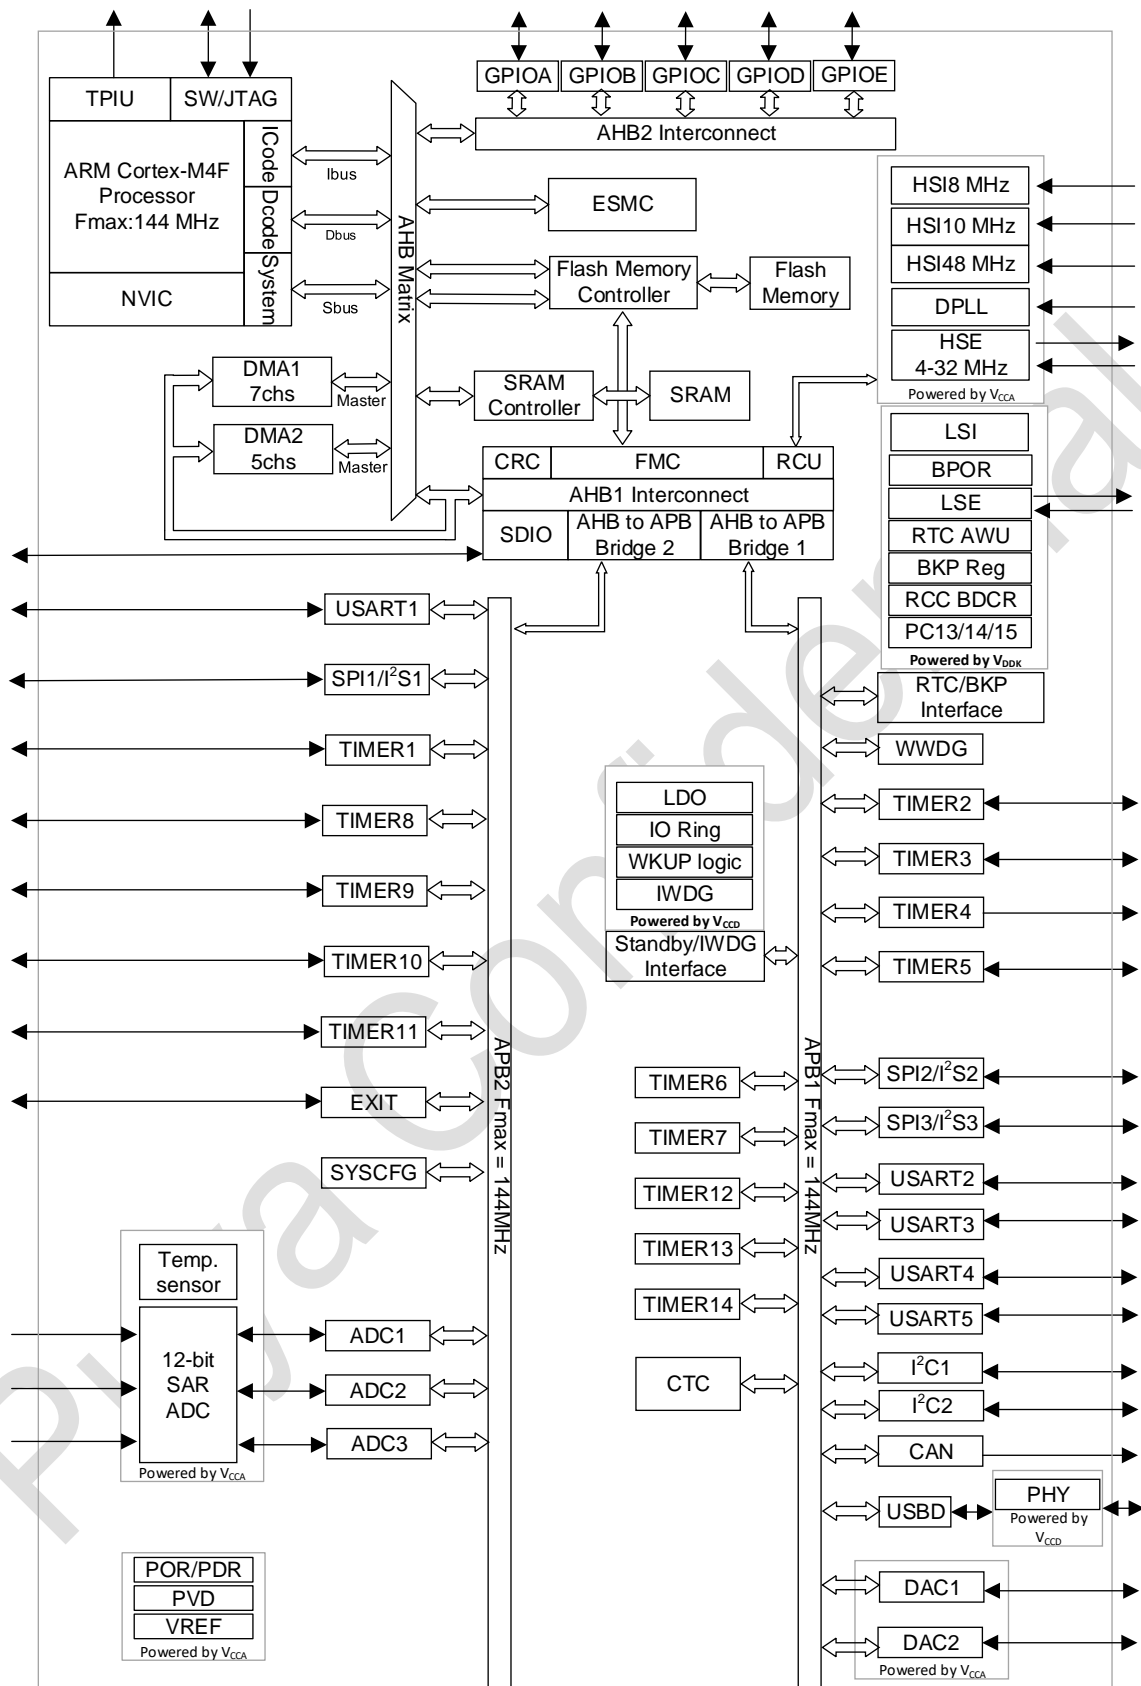 GPIOA
GPIOB
GPIOC
GPIOD
GPIOE
TPIU
SW/JTAG
AHB2 Interconnect
ARM Cortex-M4F
Processor
Fmax:144 MHz
NVIC
ICode
Dcode
System
Ibus
Dbus
Sbus
AHB Matrix
ESMC
Flash Memory
Controller
Flash
Memory
HSI8 MHz
HSI10 MHz
HSI48 MHz
DPLL
HSE
4-32 MHz
Powered by VCCA
DMA1
7chs
Master
DMA2
5chs
Master
SRAM
Controller
SRAM
CRC
FMC
RCU
AHB1 Interconnect
SDIO
AHB to APB
Bridge 2
AHB to APB
Bridge 1
LSI
BPOR
LSE
RTC AWU
BKP Reg
RCC BDCR
PC13/14/15
Powered by VDDK
RTC/BKP
Interface
USART1
SPI1/I²S1
TIMER1
TIMER8
TIMER9
TIMER10
TIMER11
EXIT
SYSCFG
APB2 Fmax = 144MHz
LDO
IO Ring
WKUP logic
IWDG
Powered by VCCD
Standby/IWDG
Interface
TIMER6
TIMER7
TIMER12
TIMER13
TIMER14
CTC
APB1 Fmax = 144MHz
WWDG
TIMER2
TIMER3
TIMER4
TIMER5
SPI2/I²S2
SPI3/I²S3
USART2
USART3
USART4
USART5
I²C1
I²C2
CAN
USBD
PHY
Powered by
VCCD
DAC1
DAC2
Powered by VCCA
Temp.
sensor
12-bit
SAR
ADC
Powered by VCCA
ADC1
ADC2
ADC3
POR/PDR
PVD
VREF
Powered by VCCA
Puya Confidential